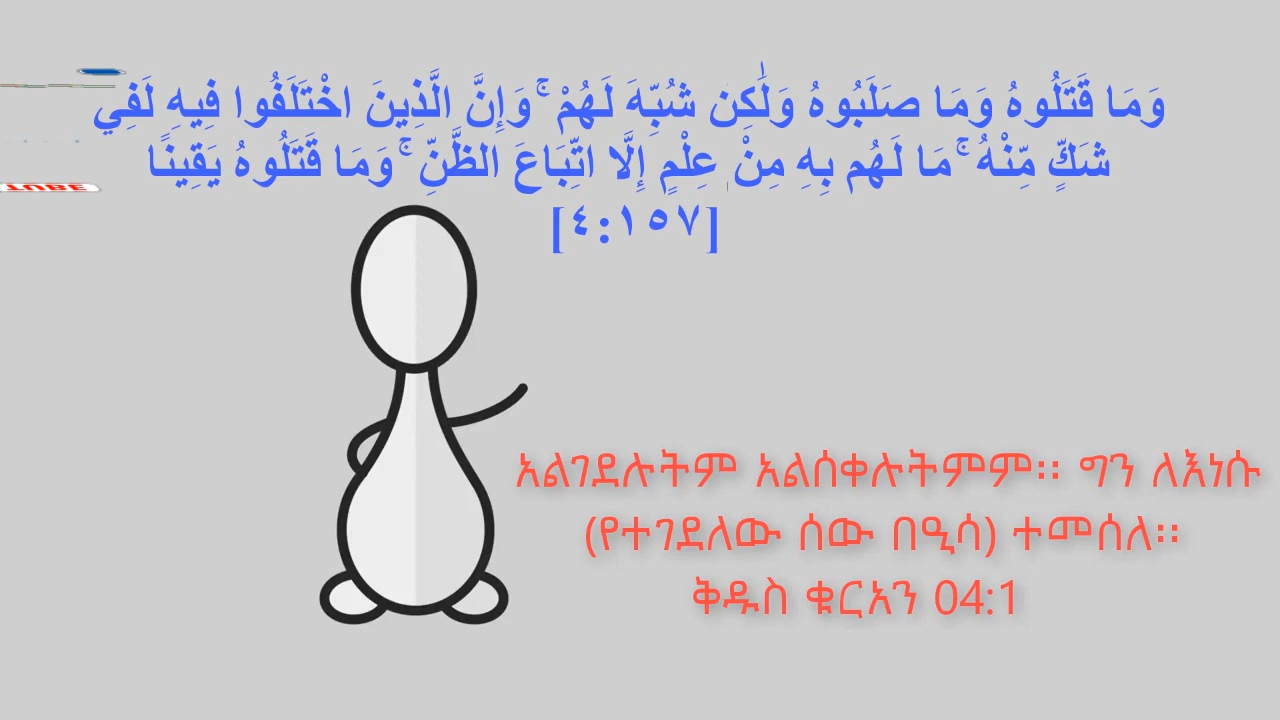 وَمَا قَتَلُوهُ وَمَا صَلَبُوهُ وَلَٰكِن شُبِّهَ لَهُمْ ۚ وَإِنَّ الَّذِينَ اخْتَلَفُوا فِيهِ لَفِي
شَكٍّ مِّنْهُ ۚ مَا لَهُم بِهِ مِنْ عِلْمٍ إِلَّا اتِّبَاعَ الظَّنِّ ۚ وَمَا قَتَلُوهُ يَقِينًا
[٤:١٥٧]
አልገደሉትም አልሰቀሉትምም፡፡ ግን ለእነሱ
(የተገደለው ሰው በዒሳ) ተመሰለ፡፡
ቅዱስ ቁርአን 04:1